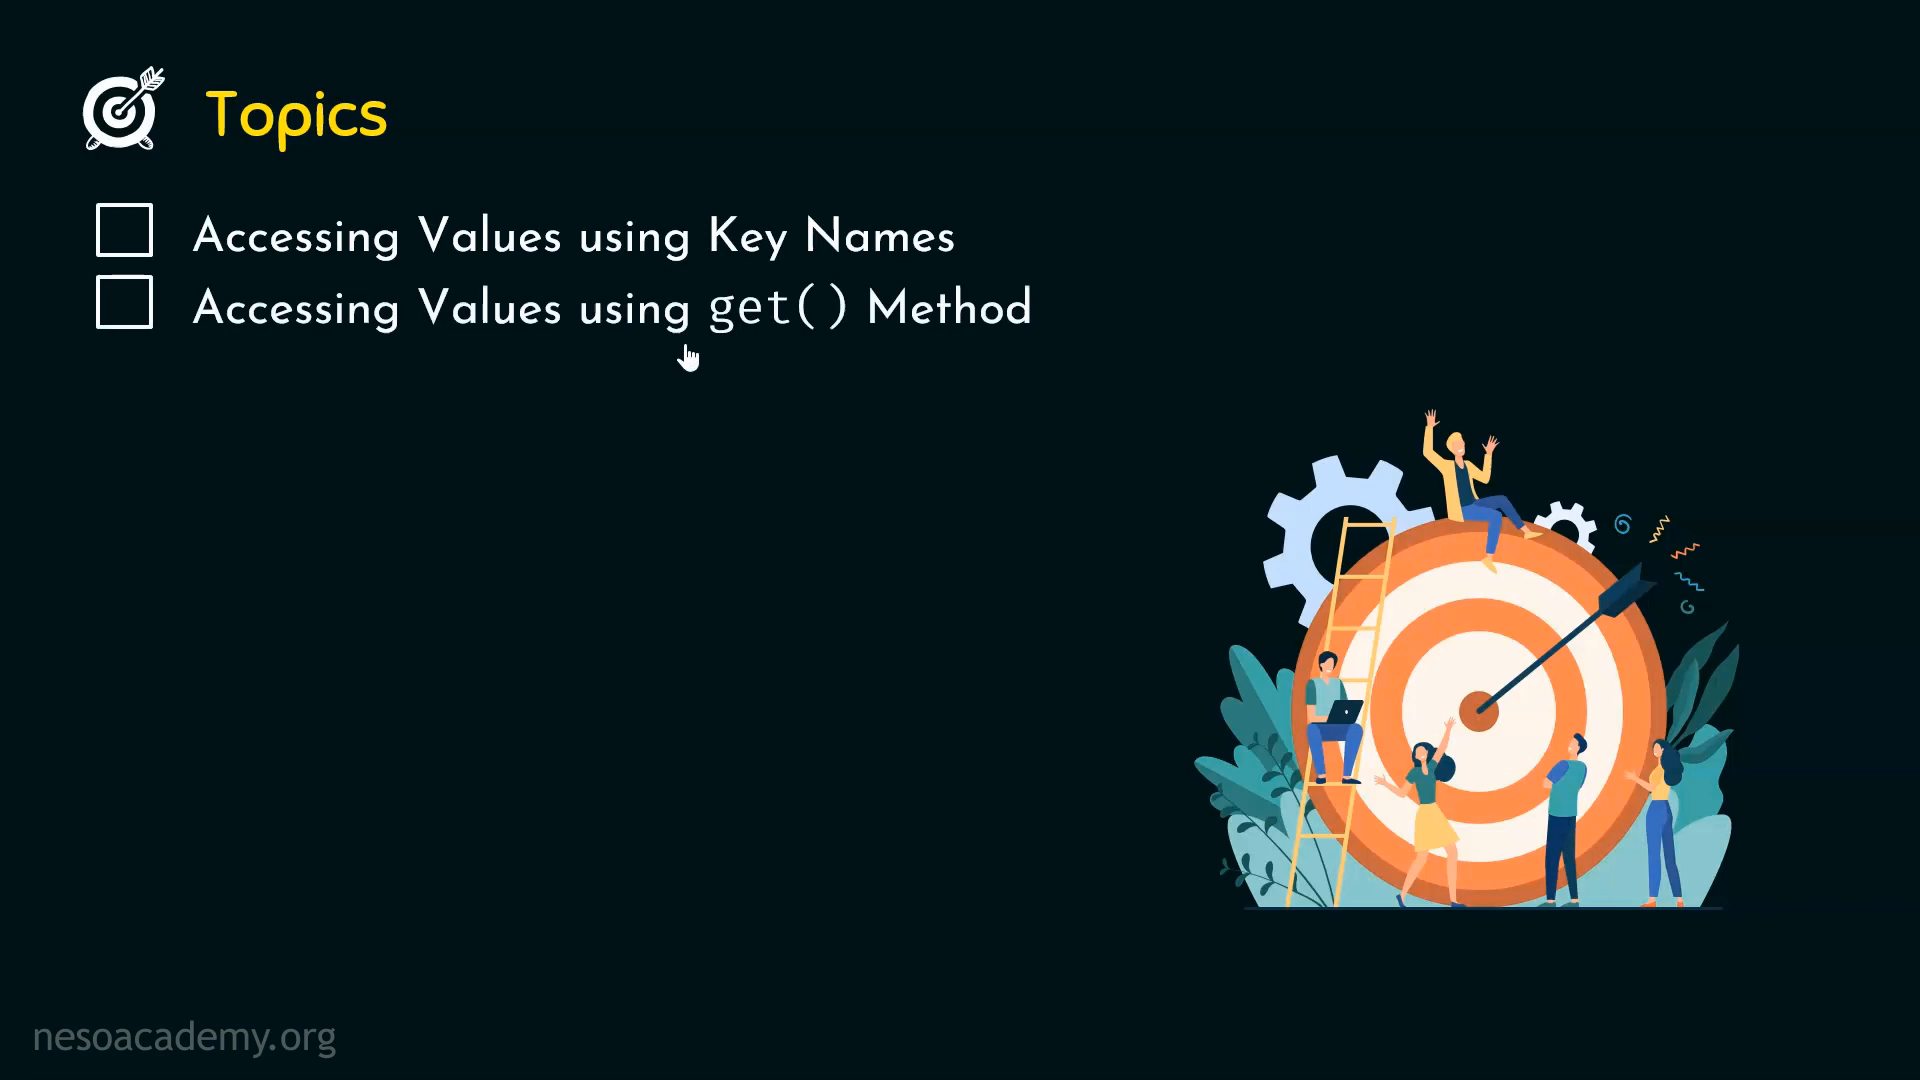 Topics
Accessing Values using Key Names
Accessing Values using get() Method
nesoacademy.org